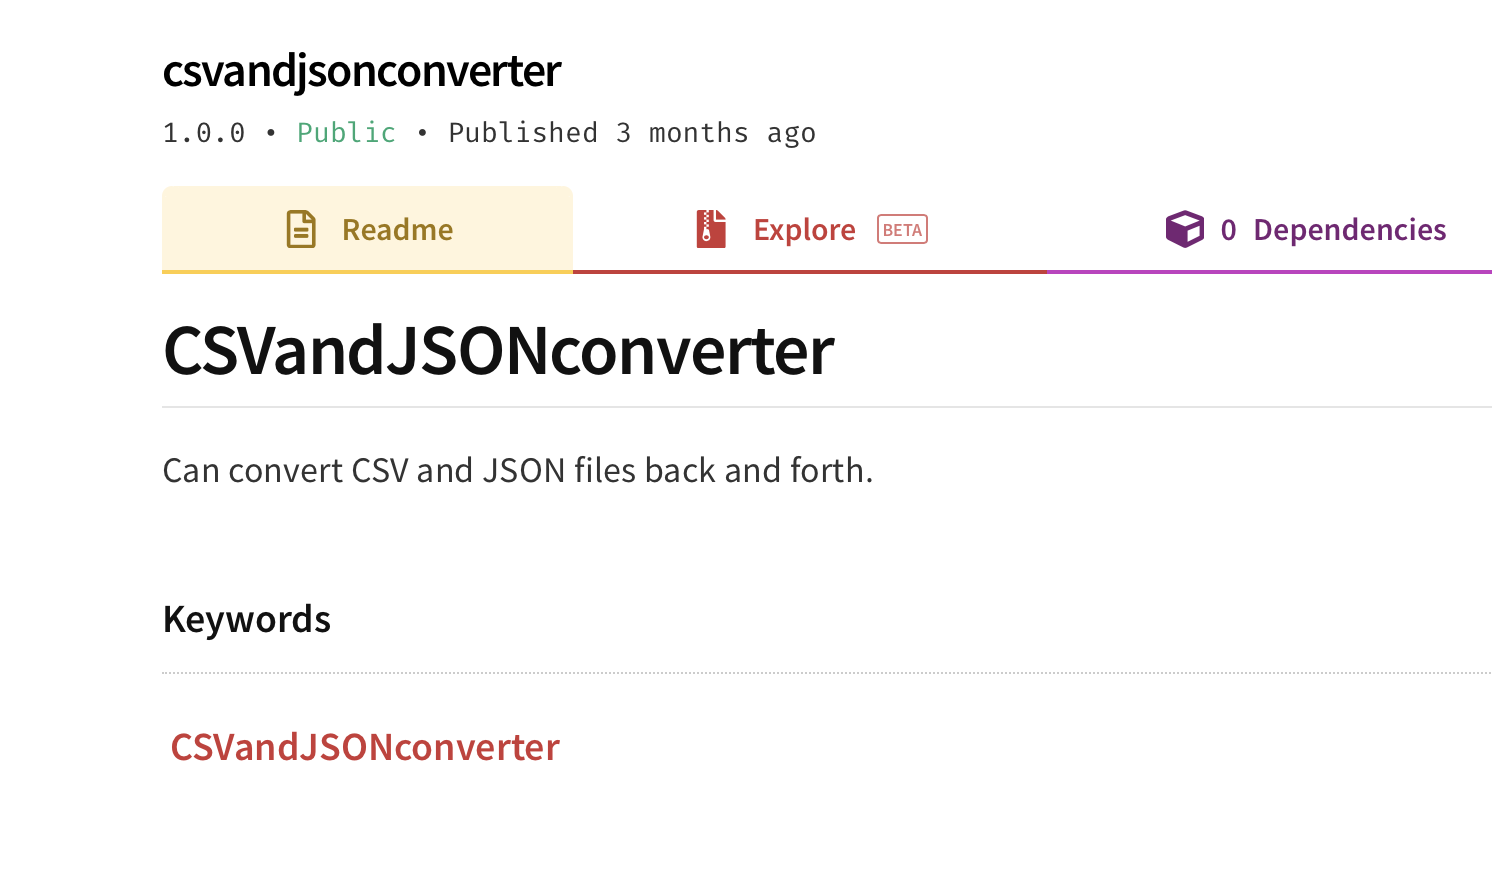 csvandjsonconverter
1.0.0 • Public • Published 3 months ago
Readme Explore BETA 0 Dependencies
CSVandJSONconverter
Can convert CSV and JSON files back and forth.
Keywords
CSVandJSONconverter